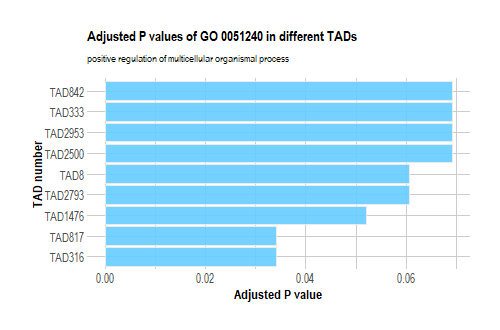 Adjusted P values of GO 0051240 in different TADs
positive regulation of multicellular organismal process
TAD842
TAD333
TAD2953
TAD2500
TAD8
TAD2793
TAD1476
TAD817
TAD316
TAD number
0.00 0.02 0.04 0.06
Adjusted P value